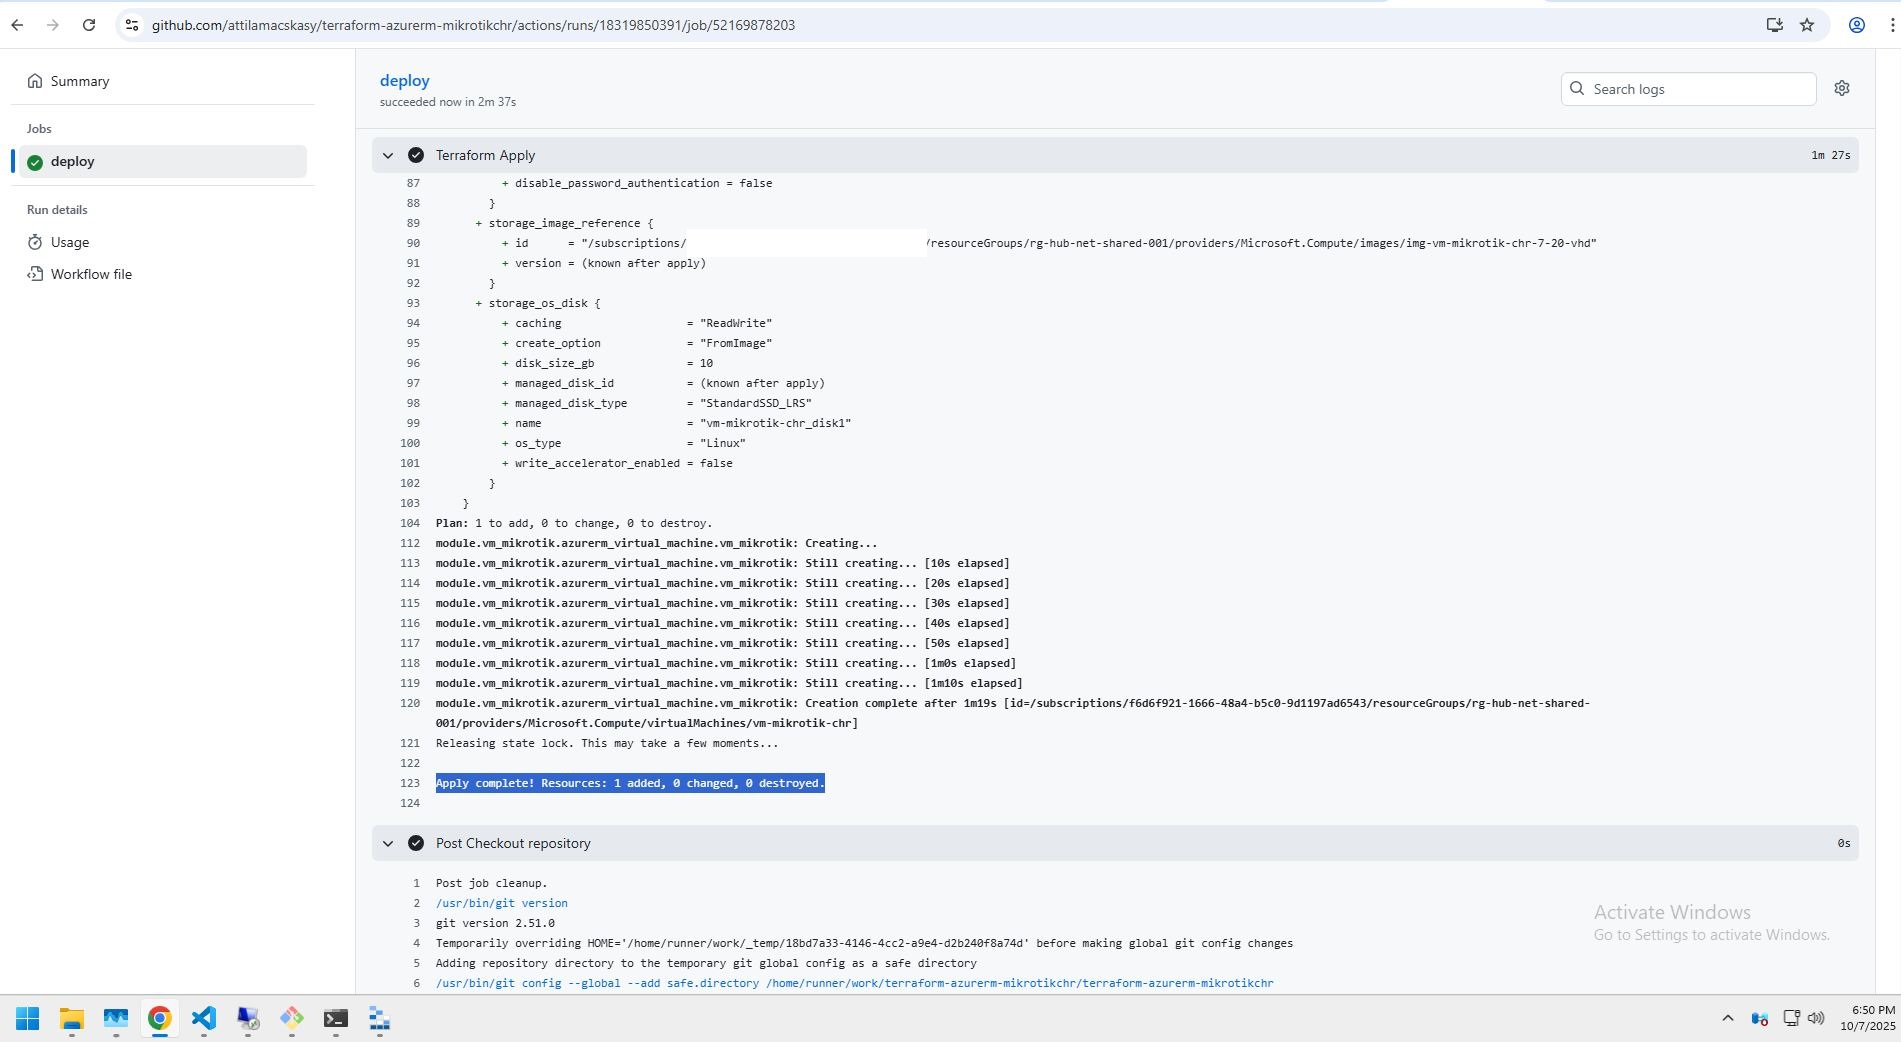 github.com/attilamacskasy/terraform-azurerm-mikrotikchr/actions/runs/18319850391/job/52169878203
Summary
Jobs
deploy
Run details
Usage
Workflow file
deploy
succeeded now in 2m 37s
Search logs
Terraform Apply 1m 27s
87 + disable_password_authentication = false
88 }
89 + storage_image_reference {
90 + id = "/subscriptions/ /resourceGroups/rg-hub-net-shared-001/providers/Microsoft.Compute/images/img-vm-mikrotik-chr-7-20-vhd"
91 + version = (known after apply)
92 }
93 + storage_os_disk {
94 + caching = "ReadWrite"
95 + create_option = "FromImage"
96 + disk_size_gb = 10
97 + managed_disk_id = (known after apply)
98 + managed_disk_type = "StandardSSD_LRS"
99 + name = "vm-mikrotik-chr_disk1"
100 + os_type = "Linux"
101 + write_accelerator_enabled = false
102 }
103 }
104 Plan: 1 to add, 0 to change, 0 to destroy.
112 module.vm_mikrotik.azurerm_virtual_machine.vm_mikrotik: Creating...
113 module.vm_mikrotik.azurerm_virtual_machine.vm_mikrotik: Still creating... [10s elapsed]
114 module.vm_mikrotik.azurerm_virtual_machine.vm_mikrotik: Still creating... [20s elapsed]
115 module.vm_mikrotik.azurerm_virtual_machine.vm_mikrotik: Still creating... [30s elapsed]
116 module.vm_mikrotik.azurerm_virtual_machine.vm_mikrotik: Still creating... [40s elapsed]
117 module.vm_mikrotik.azurerm_virtual_machine.vm_mikrotik: Still creating... [50s elapsed]
118 module.vm_mikrotik.azurerm_virtual_machine.vm_mikrotik: Still creating... [1m0s elapsed]
119 module.vm_mikrotik.azurerm_virtual_machine.vm_mikrotik: Still creating... [1m10s elapsed]
120 module.vm_mikrotik.azurerm_virtual_machine.vm_mikrotik: Creation complete after 1m19s [id=/subscriptions/f6d6f921-1666-48a4-b5c0-9d1197ad6543/resourceGroups/rg-hub-net-shared-
001/providers/Microsoft.Compute/virtualMachines/vm-mikrotik-chr]
121 Releasing state lock. This may take a few moments...
122
123 Apply complete! Resources: 1 added, 0 changed, 0 destroyed.
124
Post Checkout repository 0s
1 Post job cleanup.
2 /usr/bin/git version
3 git version 2.51.0
4 Temporarily overriding HOME='/home/runner/work/_temp/18bd7a33-4146-4cc2-a9e4-d2b240f8a74d' before making global git config changes
5 Adding repository directory to the temporary git global config as a safe directory
6 /usr/bin/git config --global --add safe.directory /home/runner/work/terraform-azurerm-mikrotikchr/terraform-azurerm-mikrotikchr
Activate Windows
Go to Settings to activate Windows.
6:50 PM
10/7/2025